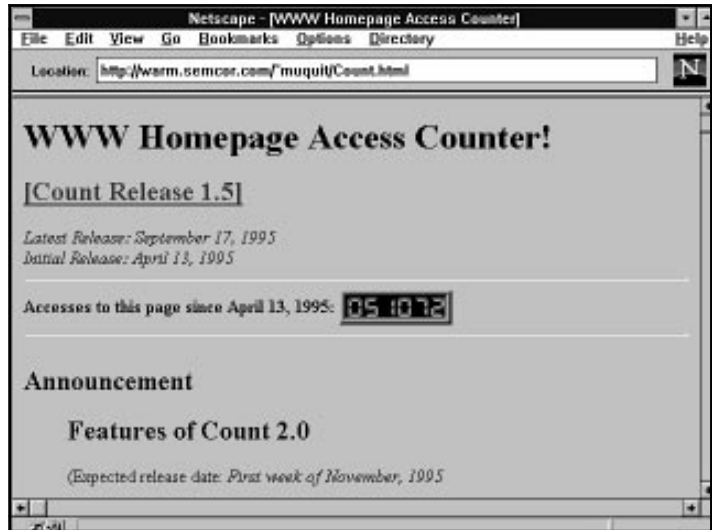 Netscape - [WWW Homepage Access Counter]
File Edit View Go Bookmarks Options Directory Help
Location: http://warm.semcor.com/~muquit/Count.html
N
WWW Homepage Access Counter!
[Count Release 1.5]
Latest Release: September 17, 1995
Initial Release: April 13, 1995
Accesses to this page since April 13, 1995: 051072
Announcement
Features of Count 2.0
(Expected release date: First week of November, 1995